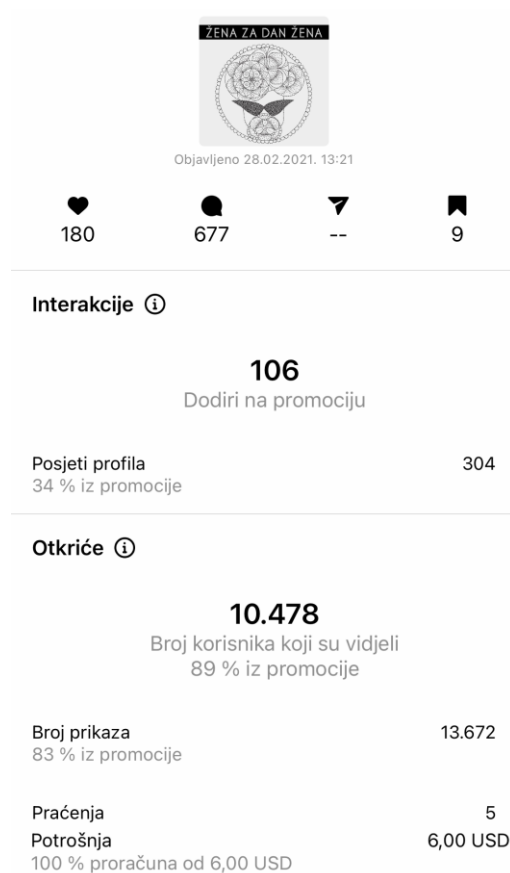 ŽENA ZA DAN ŽENA
Objavljeno 28.02.2021. 13:21
180 677 -- 9
Interakcije
106
Dodiri na promociju
Posjeti profila 304
34 % iz promocije
Otkriće
10.478
Broj korisnika koji su vidjeli
89 % iz promocije
Broj prikaza 13.672
83 % iz promocije
Praćenja 5
Potrošnja 6,00 USD
100 % proračuna od 6,00 USD